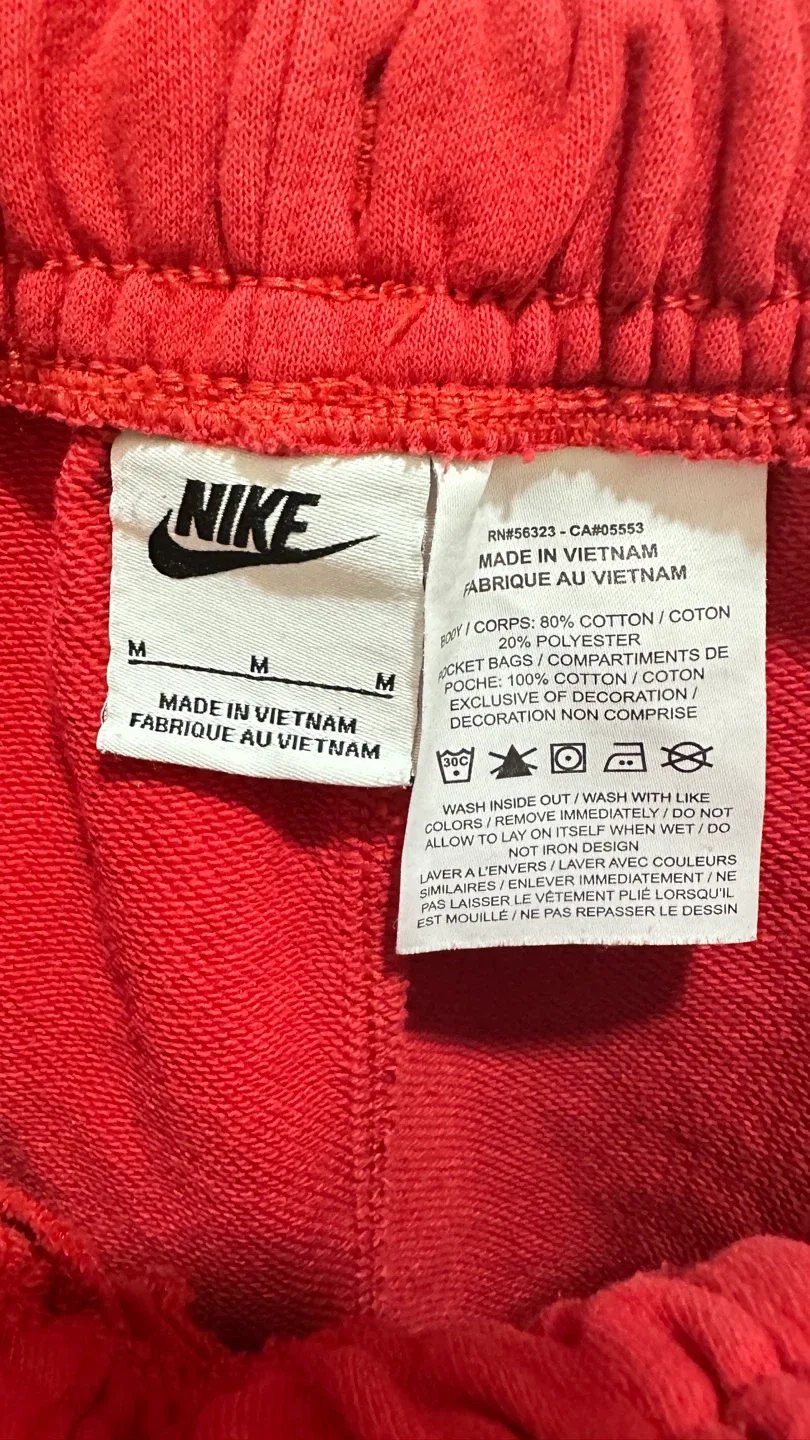 NIKE
M
M
M
MADE IN VIETNAM
FABRIQUE AU VIETNAM
RN#56323 - CA#05553
MADE IN VIETNAM
FABRIQUE AU VIETNAM
BODY / CORPS: 80% COTTON / COTON
20% POLYESTER
POCKET BAGS / COMPARTIMENTS DE
POCHE: 100% COTTON / COTON
EXCLUSIVE OF DECORATION /
DECORATION NON COMPRISE
30C
WASH INSIDE OUT / WASH WITH LIKE
COLORS / REMOVE IMMEDIATELY / DO NOT
ALLOW TO LAY ON ITSELF WHEN WET / DO
NOT IRON DESIGN
LAVER A L'ENVERS / LAVER AVEC COULEURS
SIMILAIRES / ENLEVER IMMEDIATEMENT / NE
PAS LAISSER LE VÊTEMENT PLIÉ LORSQU'IL
EST MOUILLÉ / NE PAS REPASSER LE DESSIN